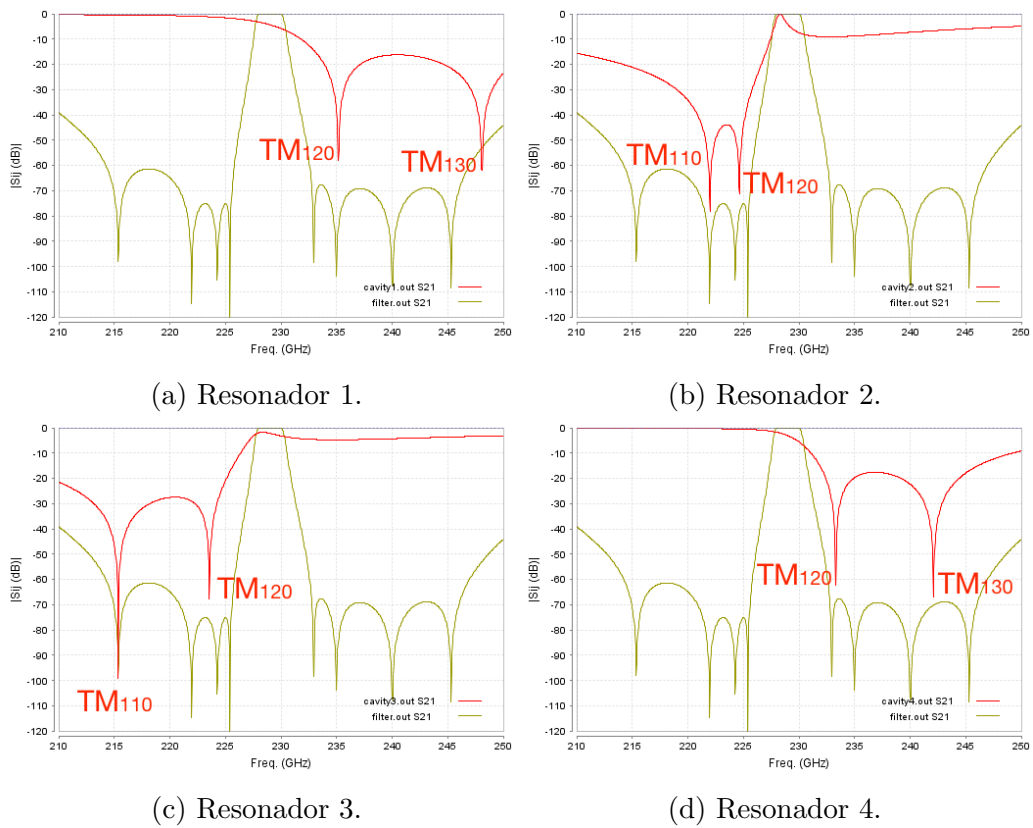 0
-10
-20
-30
-40
-50
-60
-70
-80
-90
-100
-110
-120
|Sij (dB)|
210 215 220 225 230 235 240 245 250
Freq. (GHz)
TM120
TM130
cavity1.out S21
filter.out S21
(a) Resonador 1.
0
-10
-20
-30
-40
-50
-60
-70
-80
-90
-100
-110
-120
|Sij (dB)|
210 215 220 225 230 235 240 245 250
Freq. (GHz)
TM110
TM120
cavity2.out S21
filter.out S21
(b) Resonador 2.
0
-10
-20
-30
-40
-50
-60
-70
-80
-90
-100
-110
-120
|Sij (dB)|
210 215 220 225 230 235 240 245 250
Freq. (GHz)
TM120
TM110
cavity3.out S21
filter.out S21
(c) Resonador 3.
0
-10
-20
-30
-40
-50
-60
-70
-80
-90
-100
-110
-120
|Sij (dB)|
210 215 220 225 230 235 240 245 250
Freq. (GHz)
TM120
TM130
cavity4.out S21
filter.out S21
(d) Resonador 4.